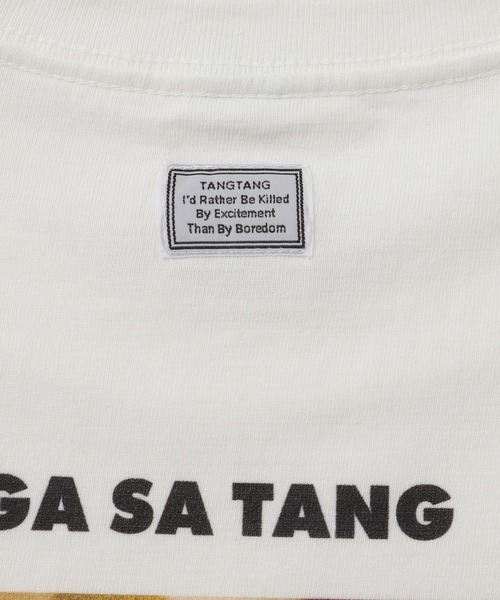 TANGTANG
I'd Rather Be Killed
By Excitement
Than By Boredom
GA SA TANG